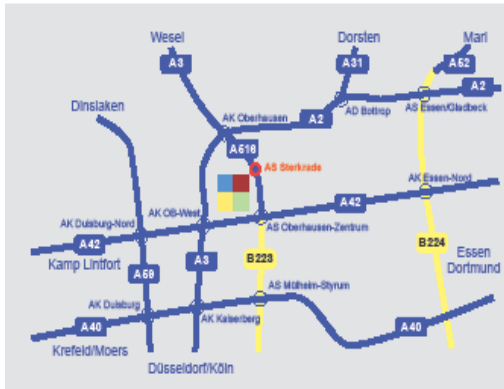 Wesel
Dorsten
Marl
A3
A31
A52
A2
Dinslaken
AK Oberhausen
A2
AD Bottrop
AS Essen/Gladbeck
A516
AS Sterkrade
AK Essen-Nord
A42
AK Duisburg-Nord
AK OB-West
AS Oberhausen-Zentrum
A42
B224
Essen
Dortmund
Kamp Lintfort
A3
B223
A59
AS Mülheim-Styrum
AK Duisburg
AK Kaiserberg
A40
A40
Krefeld/Moers
Düsseldorf/Köln